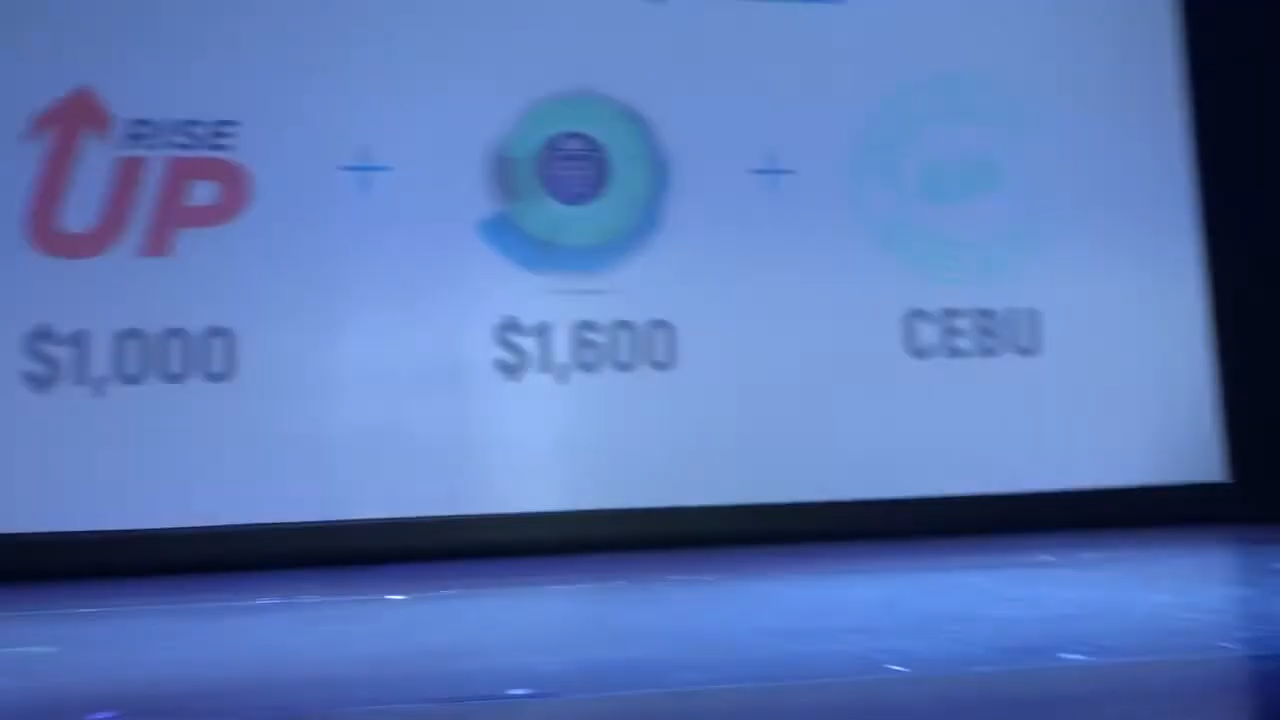 RISE
UP
+
+
$1,000
$1,600
CEBU